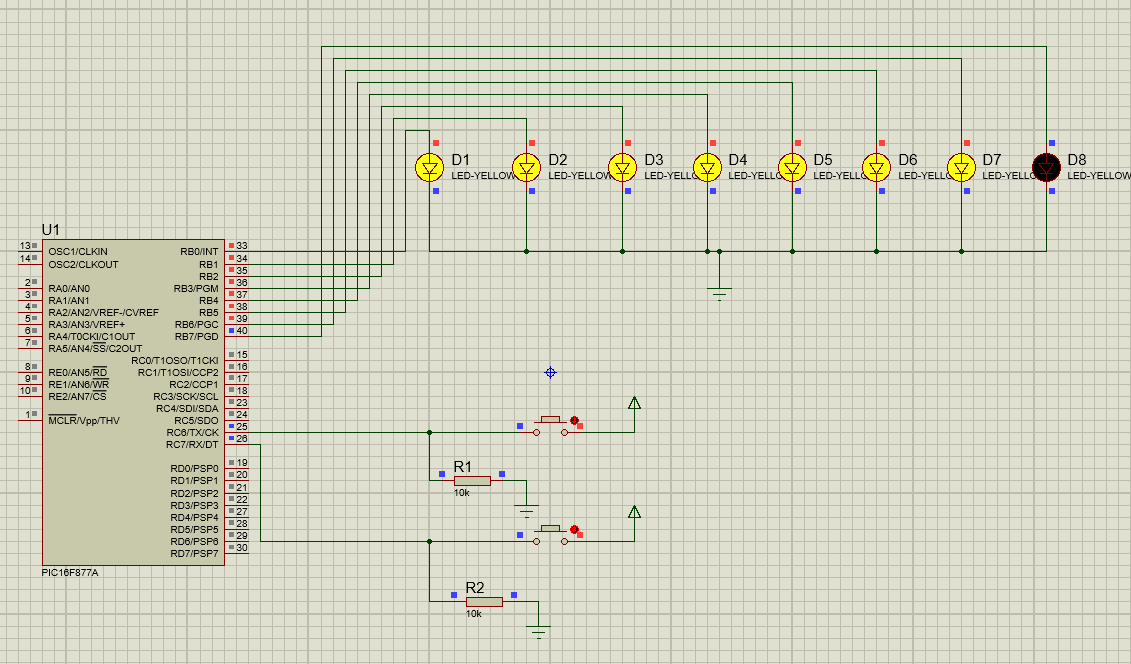 D1
D2
D3
D4
D5
D6
D7
D8
LED-YELLOW
LED-YELLOW
LED-YELLOW
LED-YELLOW
LED-YELLOW
LED-YELLOW
LED-YELLOW
LED-YELLOW
U1
13 OSC1/CLKIN
14 OSC2/CLKOUT
2 RA0/AN0
3 RA1/AN1
4 RA2/AN2/VREF-/CVREF
5 RA3/AN3/VREF+
6 RA4/T0CKI/C1OUT
7 RA5/AN4/SS/C2OUT
8 RE0/AN5/RD
9 RE1/AN6/WR
10 RE2/AN7/CS
1 MCLR/Vpp/THV
RB0/INT 33
RB1 34
RB2 35
RB3/PGM 36
RB4 37
RB5 38
RB6/PGC 39
RB7/PGD 40
RC0/T1OSO/T1CKI 15
RC1/T1OSI/CCP2 16
RC2/CCP1 17
RC3/SCK/SCL 18
RC4/SDI/SDA 23
RC5/SDO 24
RC6/TX/CK 25
RC7/RX/DT 26
RD0/PSP0 19
RD1/PSP1 20
RD2/PSP2 21
RD3/PSP3 22
RD4/PSP4 27
RD5/PSP5 28
RD6/PSP6 29
RD7/PSP7 30
PIC16F877A
R1
10k
R2
10k